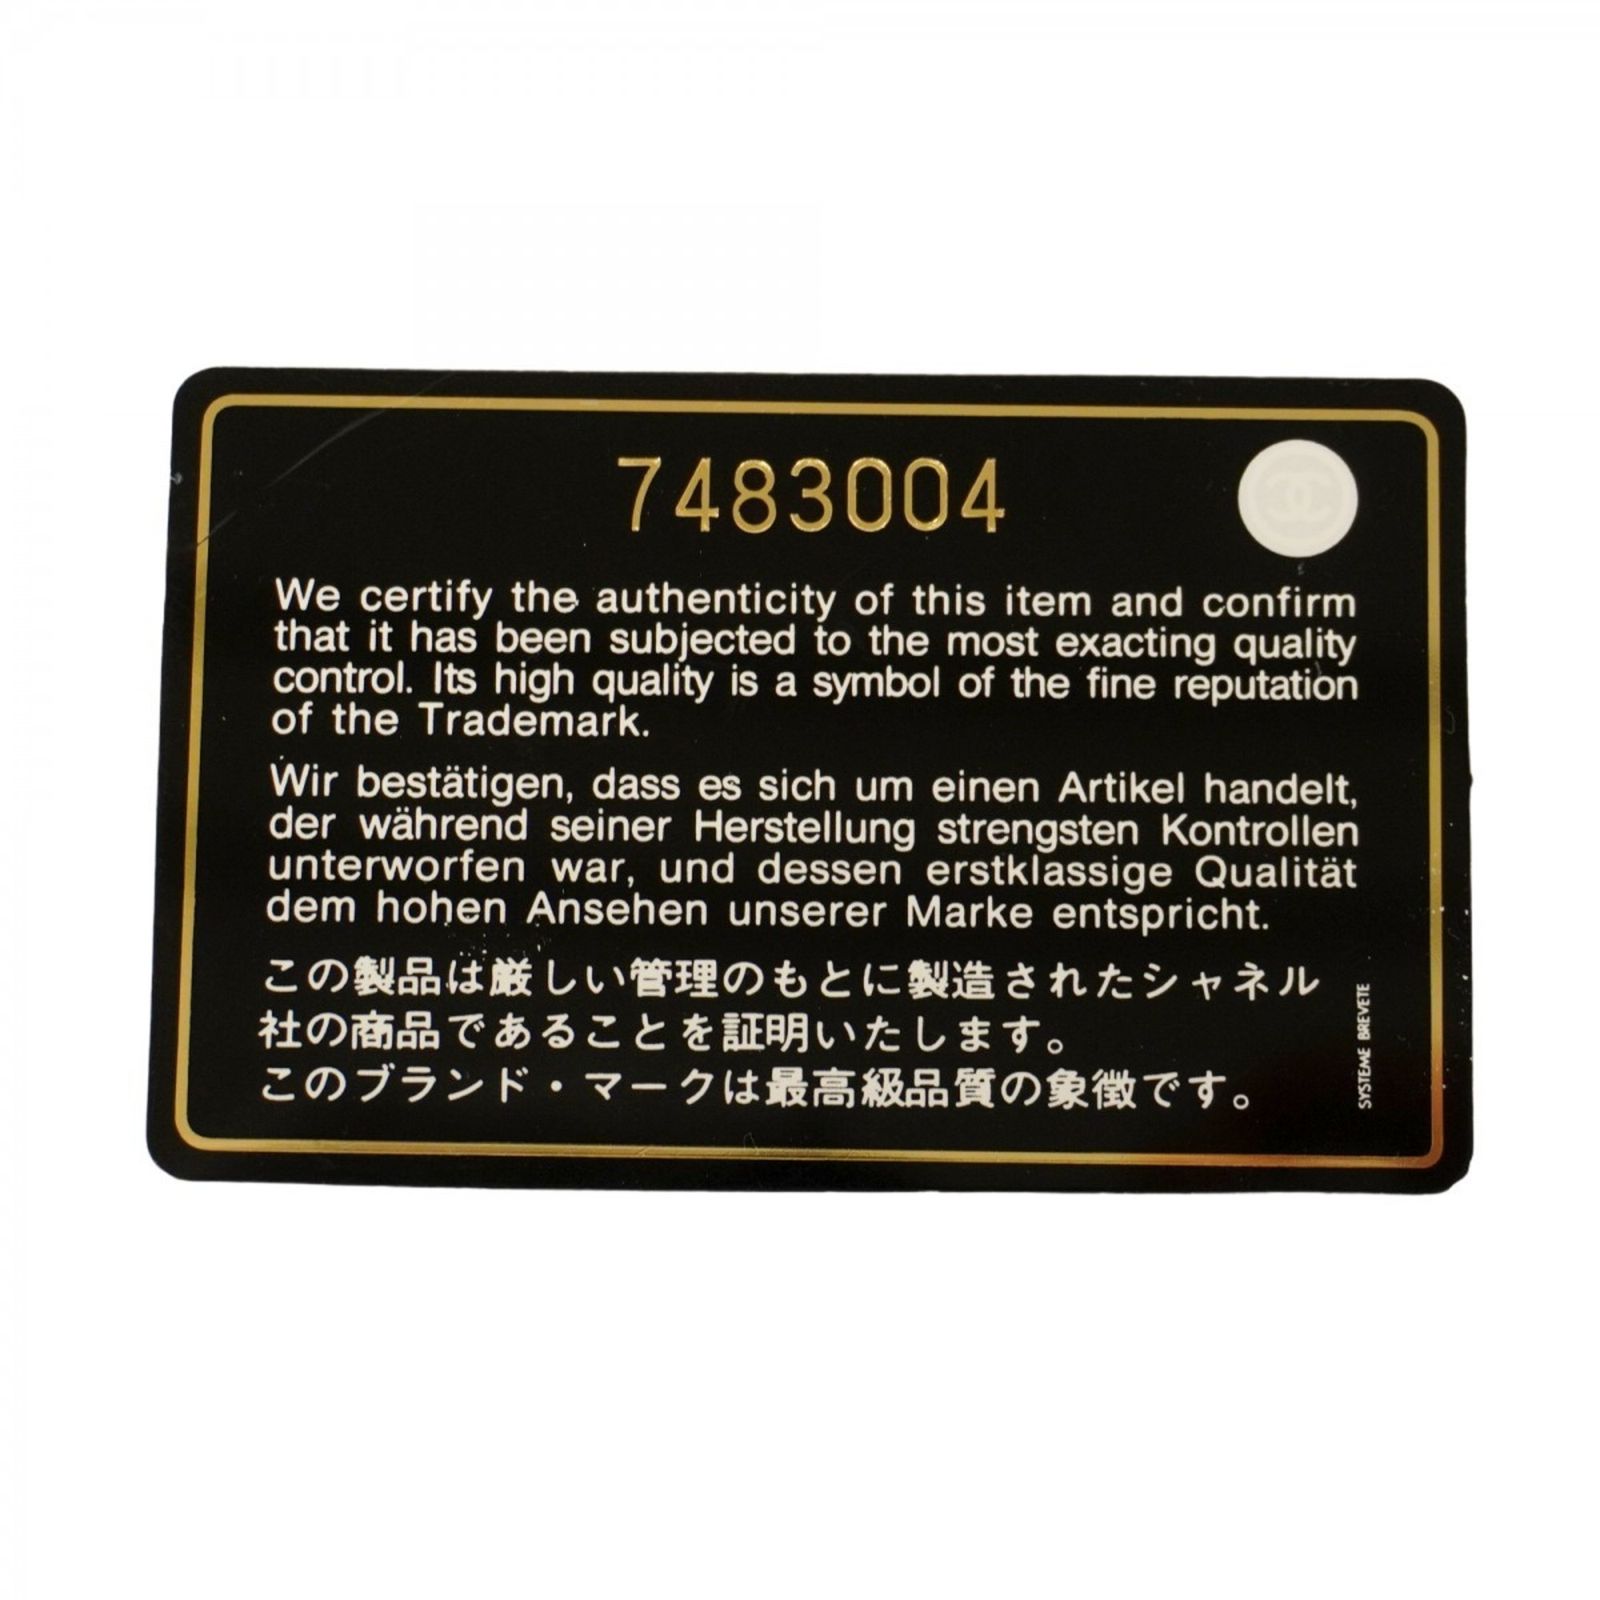 7483004
We certify the authenticity of this item and confirm
that it has been subjected to the most exacting quality
control. Its high quality is a symbol of the fine reputation
of the Trademark.
Wir bestätigen, dass es sich um einen Artikel handelt,
der während seiner Herstellung strengsten Kontrollen
unterworfen war, und dessen erstklassige Qualität
dem hohen Ansehen unserer Marke entspricht.
この製品は厳しい管理のもとに製造されたシャネル
社の商品であることを証明いたします。
このブランド・マークは最高級品質の象徴です。
SYSTEME BREVETE